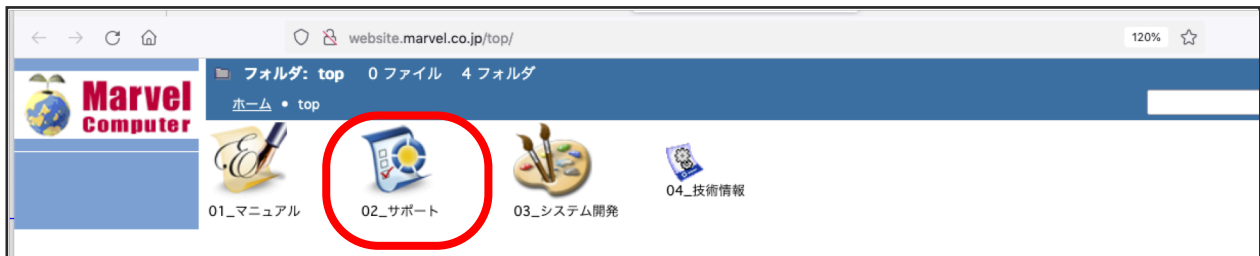 website.marvel.co.jp/top/
120%
Marvel
Computer
フォルダ: top 0 ファイル 4 フォルダ
ホーム • top
01_マニュアル
02_サポート
03_システム開発
04_技術情報